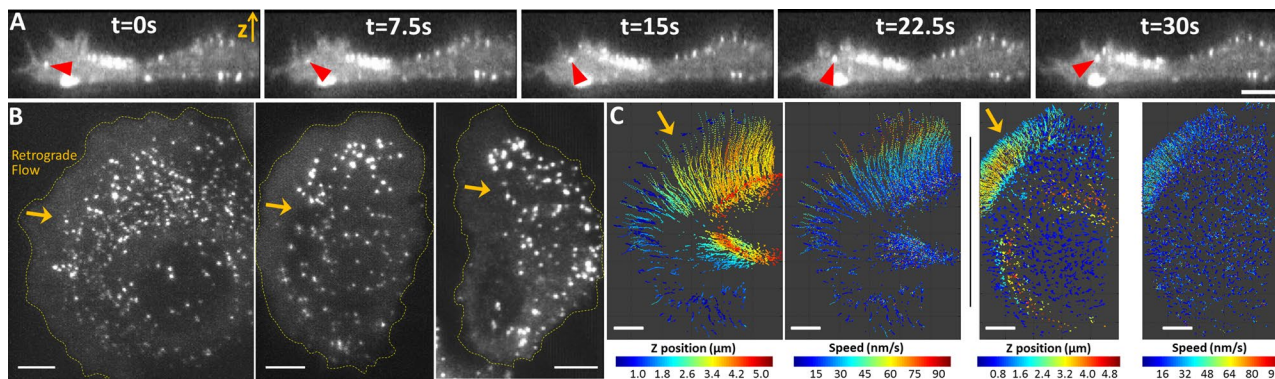 A
t=0s
Z
t=7.5s
t=15s
t=22.5s
t=30s
B
Retrograde
Flow
C
Z position (μm)
1.0 1.8 2.6 3.4 4.2 5.0
Speed (nm/s)
15 30 45 60 75 90
Z position (μm)
0.8 1.6 2.4 3.2 4.0 4.8
Speed (nm/s)
16 32 48 64 80